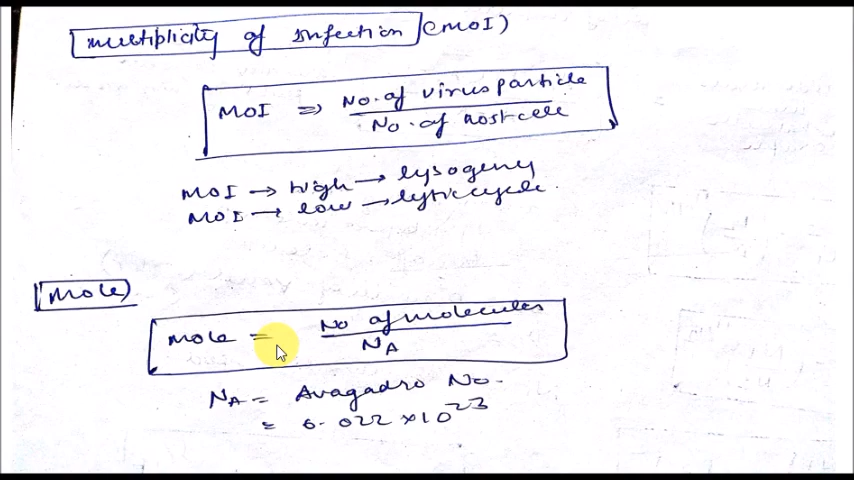 multiplicity of Infection (MOI)
MOI ⇒ No. of virus particle / No. of host cell
MOI → high → lysogeny
MOI → low → lytic cycle.
Mole)
Mole = No of molecules / NA
NA = Avagadro No.
= 6.022 × 10^23